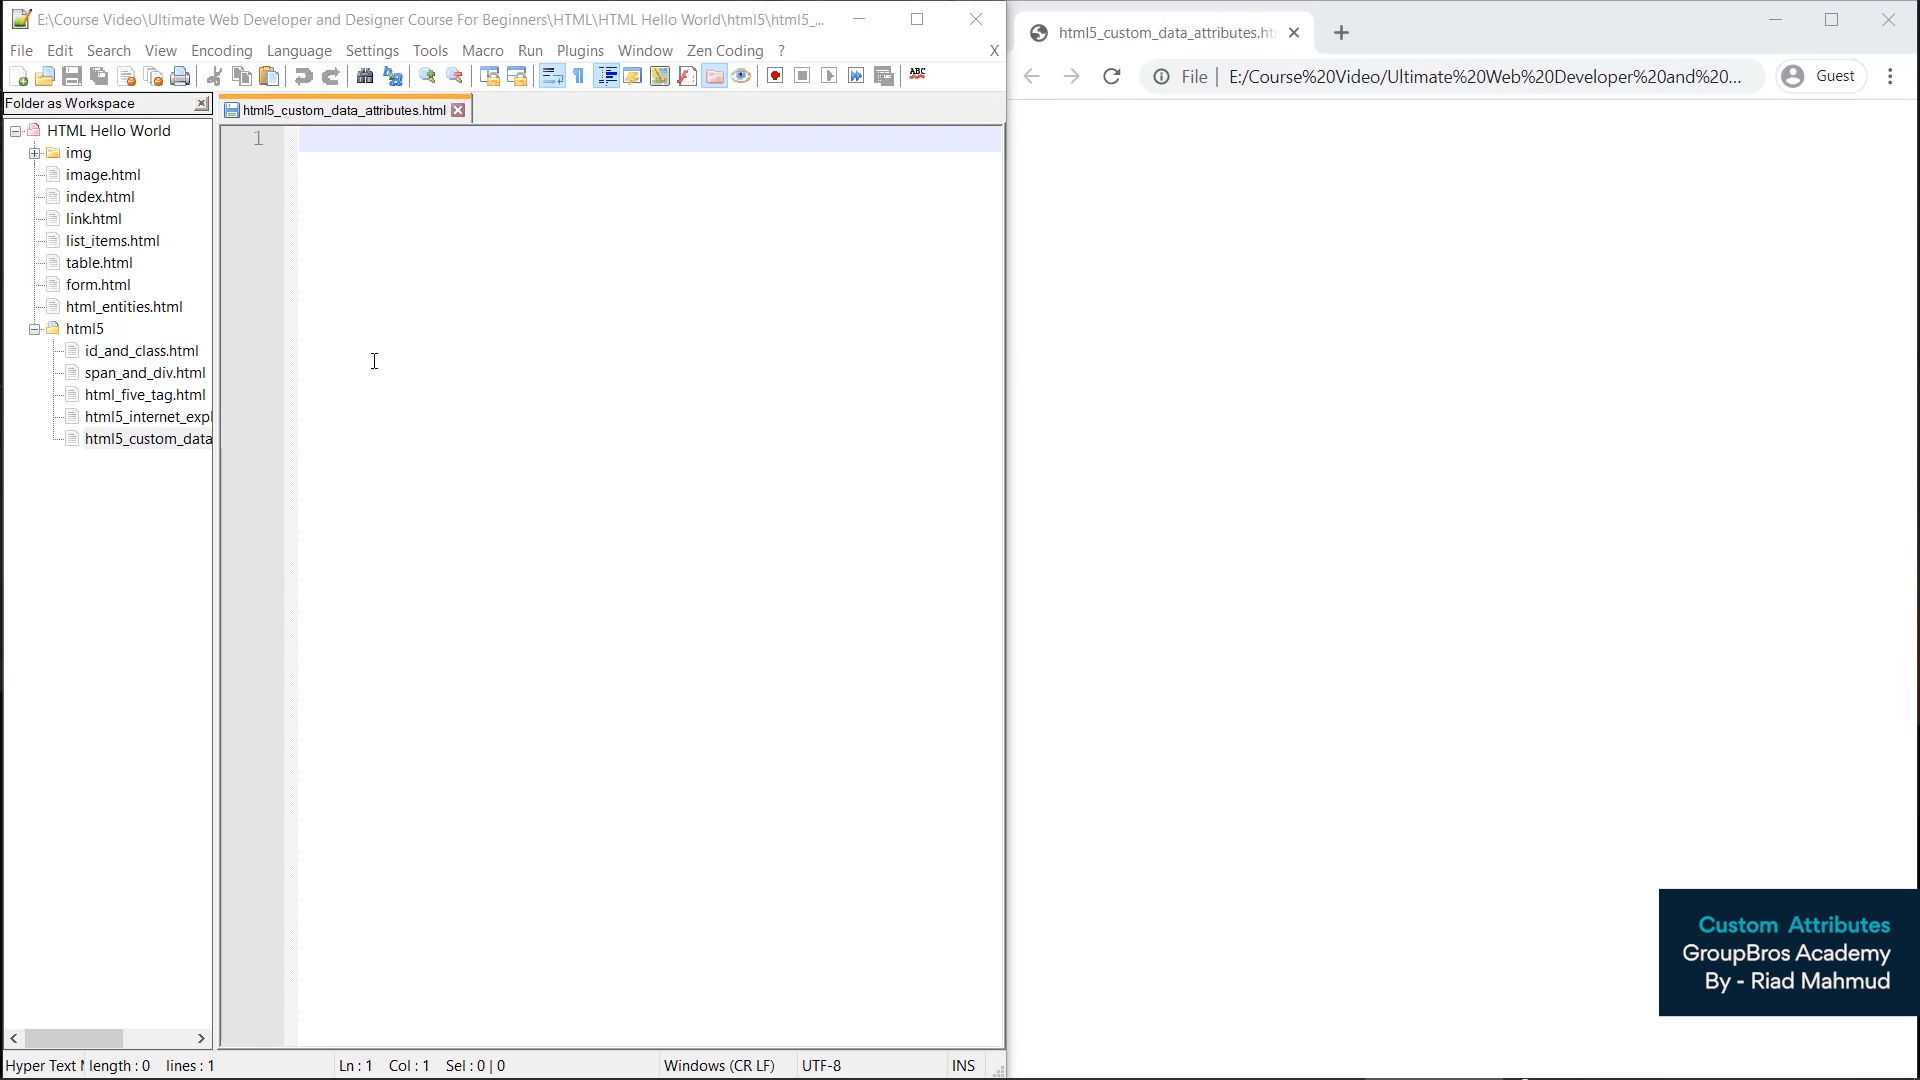 E:\Course Video\Ultimate Web Developer and Designer Course For Beginners\HTML\HTML Hello World\html5\html5_...
File Edit Search View Encoding Language Settings Tools Macro Run Plugins Window Zen Coding ? X
ABC
Folder as Workspace
HTML Hello World
img
image.html
index.html
link.html
list_items.html
table.html
form.html
html_entities.html
html5
id_and_class.html
span_and_div.html
html_five_tag.html
html5_internet_expl
html5_custom_data
html5_custom_data_attributes.html
1
Hyper Text length : 0 lines : 1 Ln : 1 Col : 1 Sel : 0 | 0 Windows (CR LF) UTF-8 INS
html5_custom_data_attributes.ht
File | E:/Course%20Video/Ultimate%20Web%20Developer%20and%20... Guest
Custom Attributes
GroupBros Academy
By - Riad Mahmud